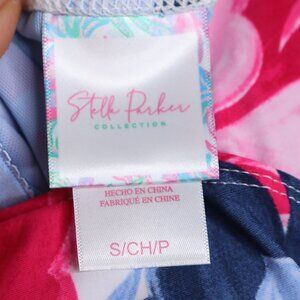 Stella Parker
COLLECTION
HECHO EN CHINA
FABRIQUÉ EN CHINE
S/CH/P